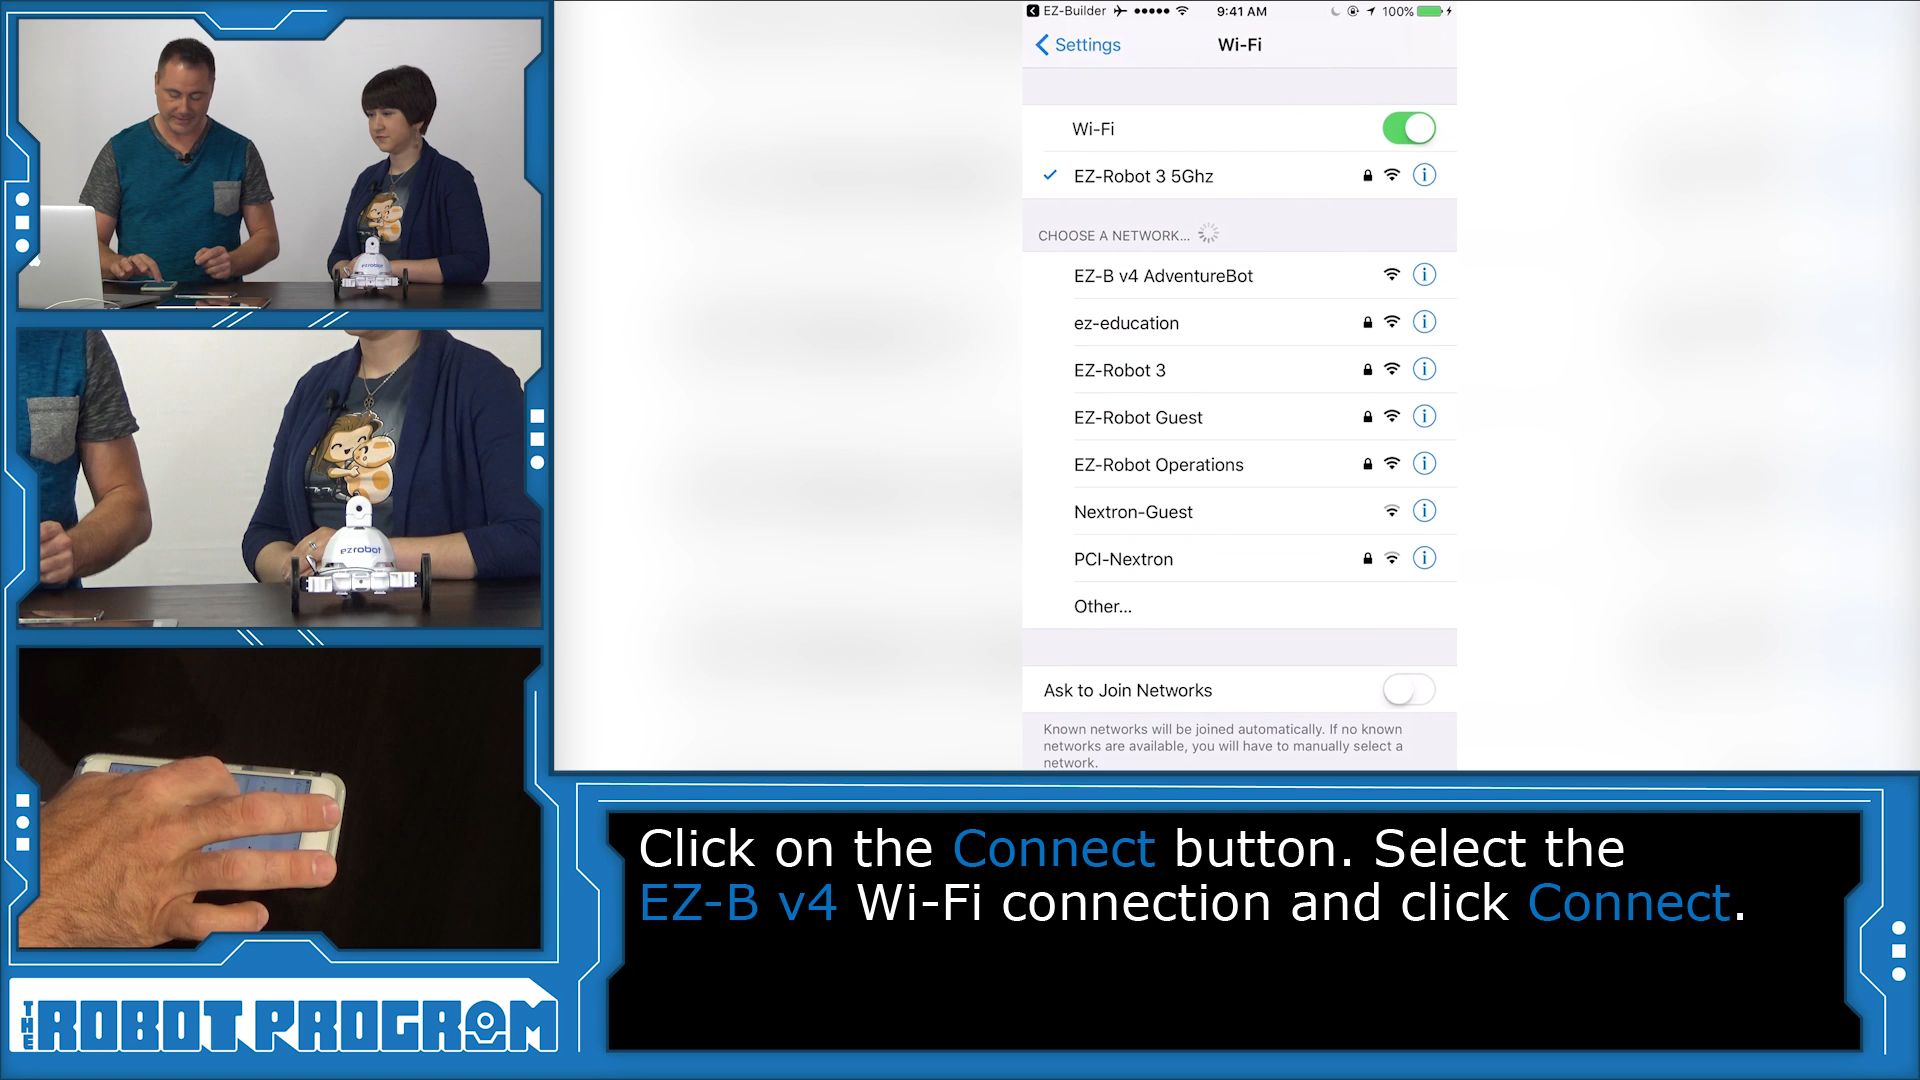 EZ-Builder 9:41 AM 100%
Settings Wi-Fi
Wi-Fi
EZ-Robot 3 5Ghz
CHOOSE A NETWORK...
EZ-B v4 AdventureBot
ez-education
EZ-Robot 3
EZ-Robot Guest
EZ-Robot Operations
Nextron-Guest
PCI-Nextron
Other...
Ask to Join Networks
Known networks will be joined automatically. If no known
networks are available, you will have to manually select a
network.
ezrobot
ezrobot
Click on the Connect button. Select the
EZ-B v4 Wi-Fi connection and click Connect.
THE ROBOT PROGRAM